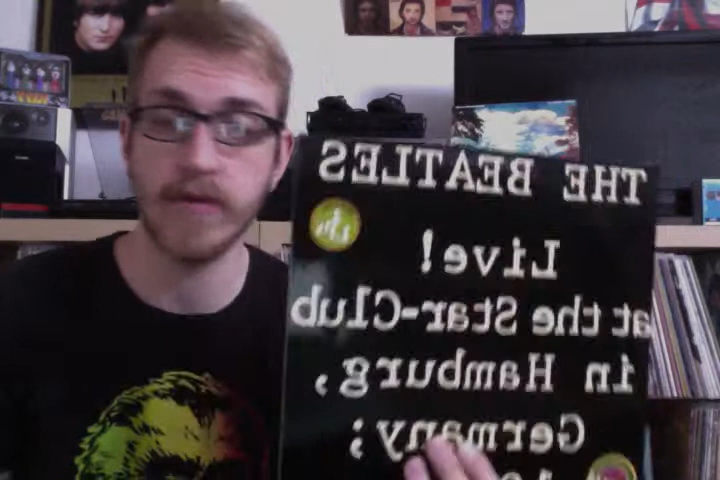 THE BEATLES
Live!
at the Star-Club
in Hamburg,
Germany;